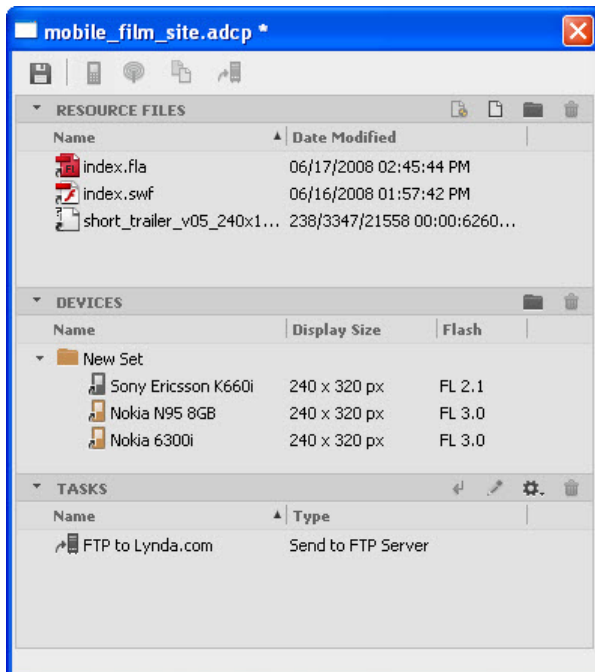 mobile_film_site.adcp *
RESOURCE FILES
Name Date Modified
index.fla 06/17/2008 02:45:44 PM
index.swf 06/16/2008 01:57:42 PM
short_trailer_v05_240x1... 238/3347/21558 00:00:6260...
DEVICES
Name Display Size Flash
New Set
Sony Ericsson K660i 240 x 320 px FL 2.1
Nokia N95 8GB 240 x 320 px FL 3.0
Nokia 6300i 240 x 320 px FL 3.0
TASKS
Name Type
FTP to Lynda.com Send to FTP Server